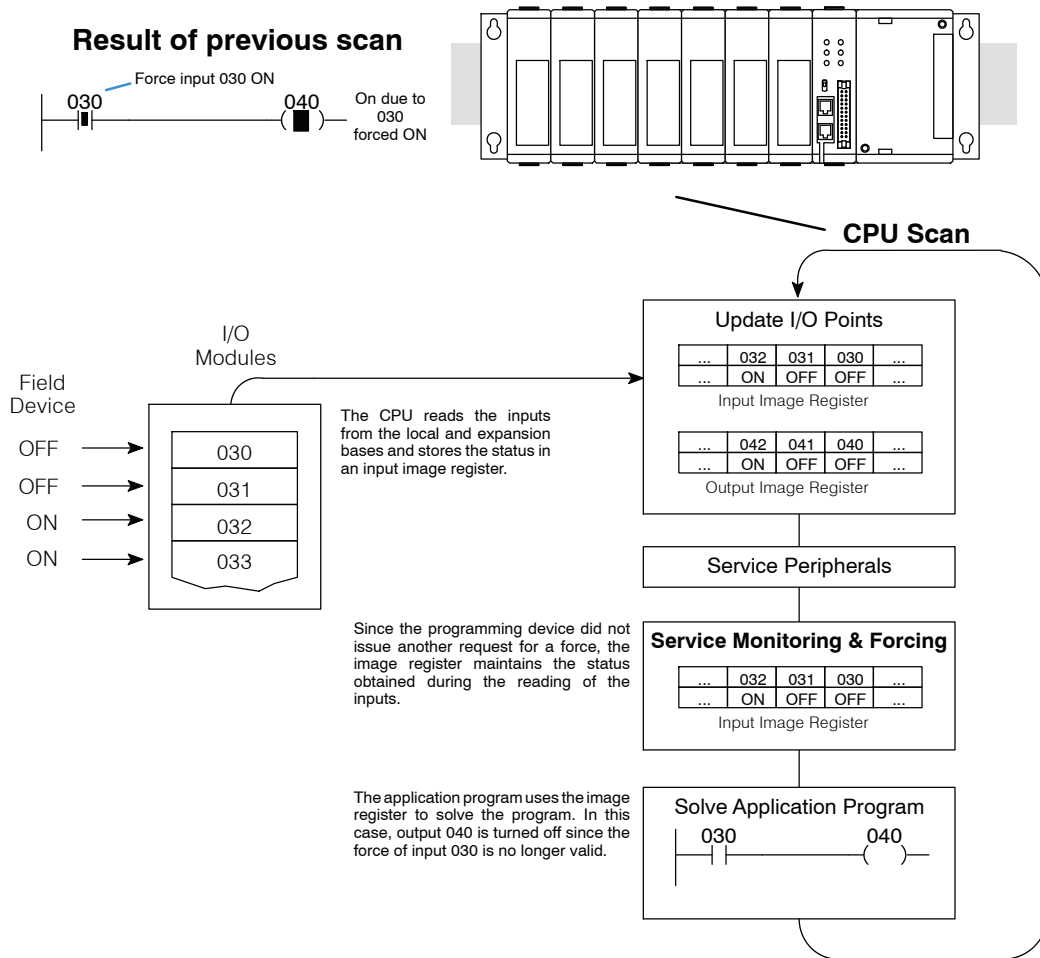 Result of previous scan
Force input 030 ON
030
040
On due to
030
forced ON
CPU Scan
Update I/O Points
... 032 031 030 ...
... ON OFF OFF ...
Input Image Register
... 042 041 040 ...
... ON OFF OFF ...
Output Image Register
I/O
Modules
Field
Device
OFF
OFF
ON
ON
030
031
032
033
The CPU reads the inputs
from the local and expansion
bases and stores the status in
an input image register.
Service Peripherals
Since the programming device did not
issue another request for a force, the
image register maintains the status
obtained during the reading of the
inputs.
Service Monitoring & Forcing
... 032 031 030 ...
... ON OFF OFF ...
Input Image Register
The application program uses the image
register to solve the program. In this
case, output 040 is turned off since the
force of input 030 is no longer valid.
Solve Application Program
030
040